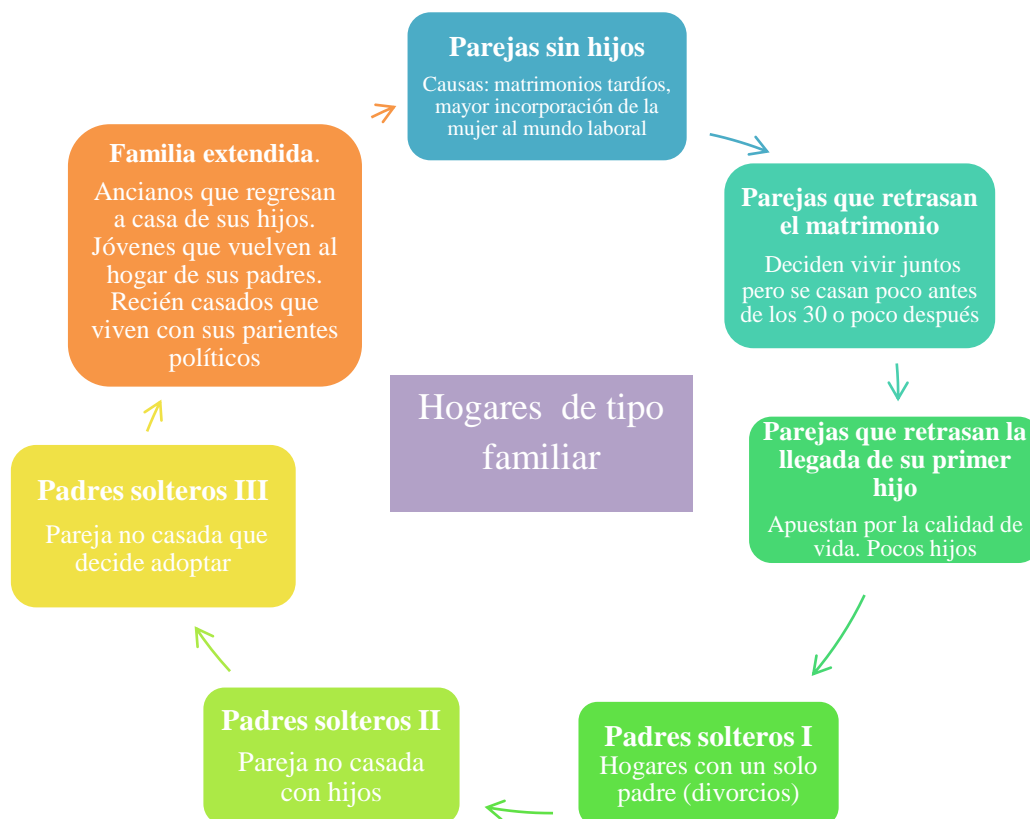 Parejas sin hijos
Causas: matrimonios tardíos,
mayor incorporación de la
mujer al mundo laboral
Parejas que retrasan
el matrimonio
Deciden vivir juntos
pero se casan poco antes
de los 30 o poco después
Parejas que retrasan la
llegada de su primer
hijo
Apuestan por la calidad de
vida. Pocos hijos
Padres solteros I
Hogares con un solo
padre (divorcios)
Padres solteros II
Pareja no casada
con hijos
Padres solteros III
Pareja no casada que
decide adoptar
Familia extendida.
Ancianos que regresan
a casa de sus hijos.
Jóvenes que vuelven al
hogar de sus padres.
Recién casados que
viven con sus parientes
políticos
Hogares de tipo
familiar